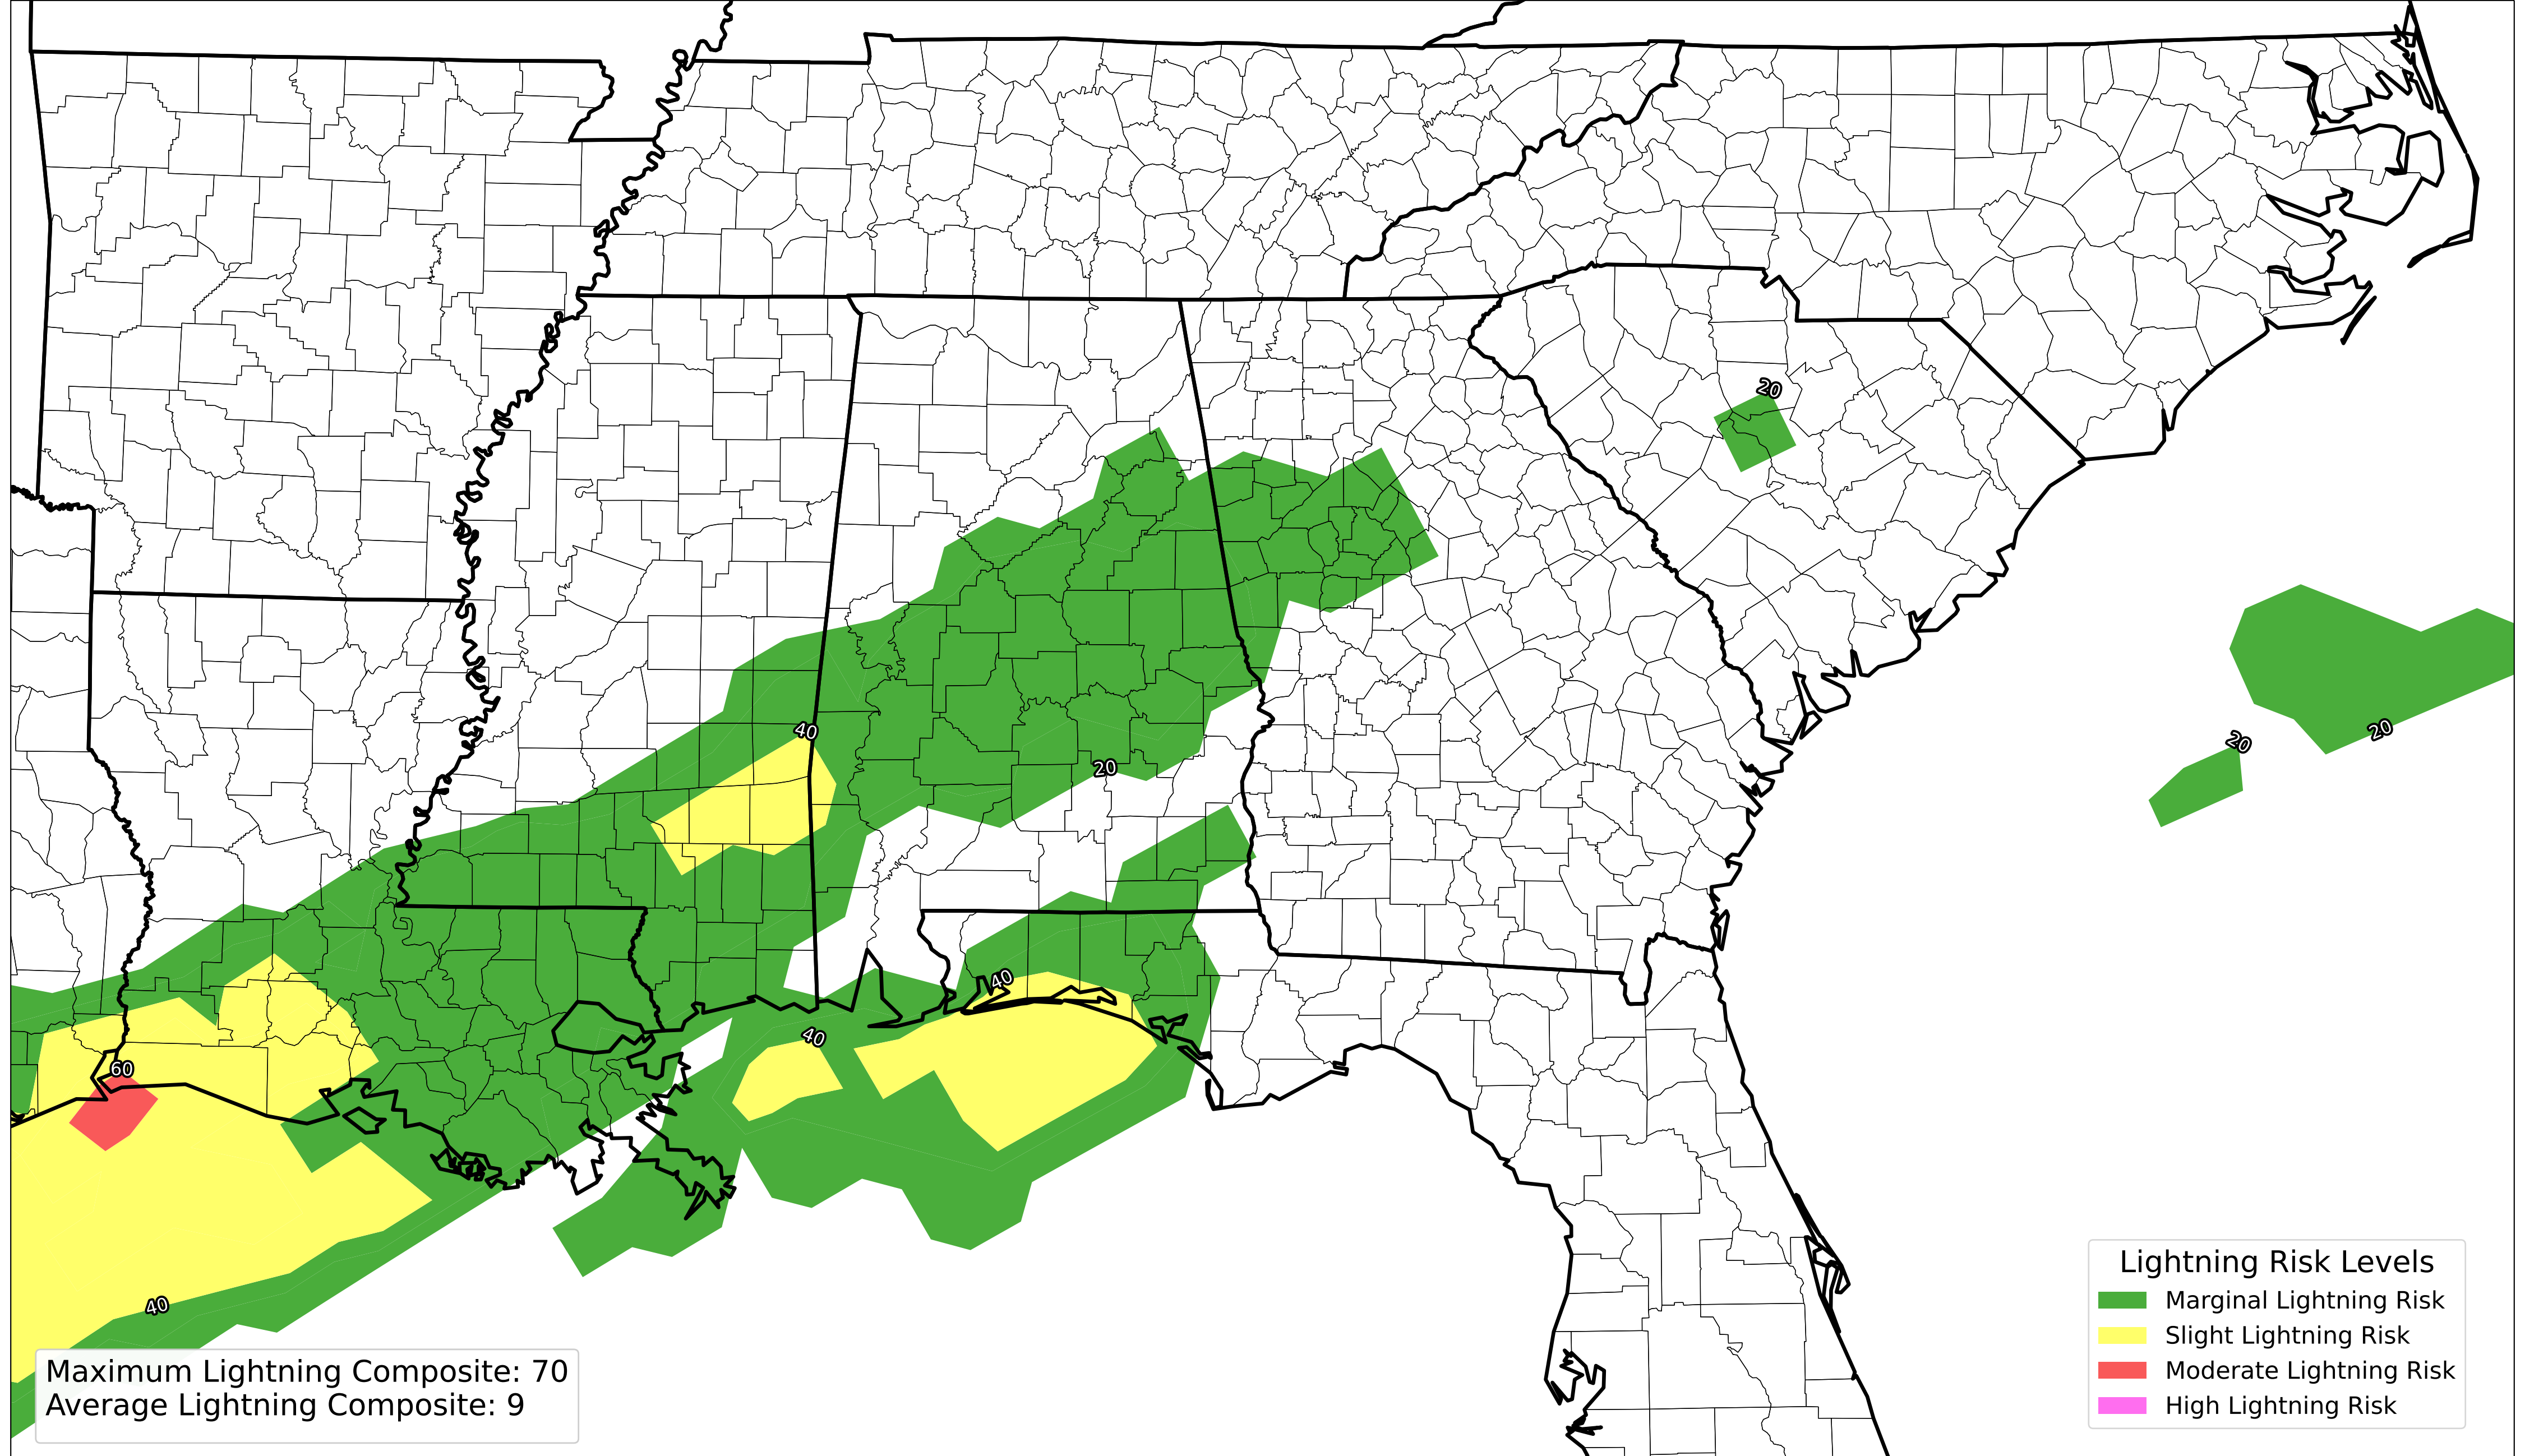 20
40
20
20
20
40
40
60
40
Maximum Lightning Composite: 70
Average Lightning Composite: 9
Lightning Risk Levels
Marginal Lightning Risk
Slight Lightning Risk
Moderate Lightning Risk
High Lightning Risk